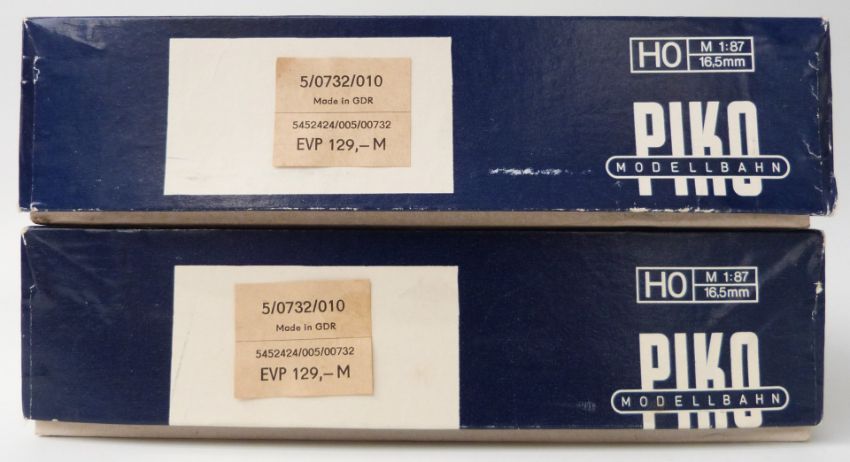 5/0732/010
Made in GDR
5452424/005/00732
EVP 129,– M
HO M 1:87
16,5mm
PIKO
MODELLBAHN
5/0732/010
Made in GDR
5452424/005/00732
EVP 129,– M
HO M 1:87
16,5mm
PIKO
MODELLBAHN